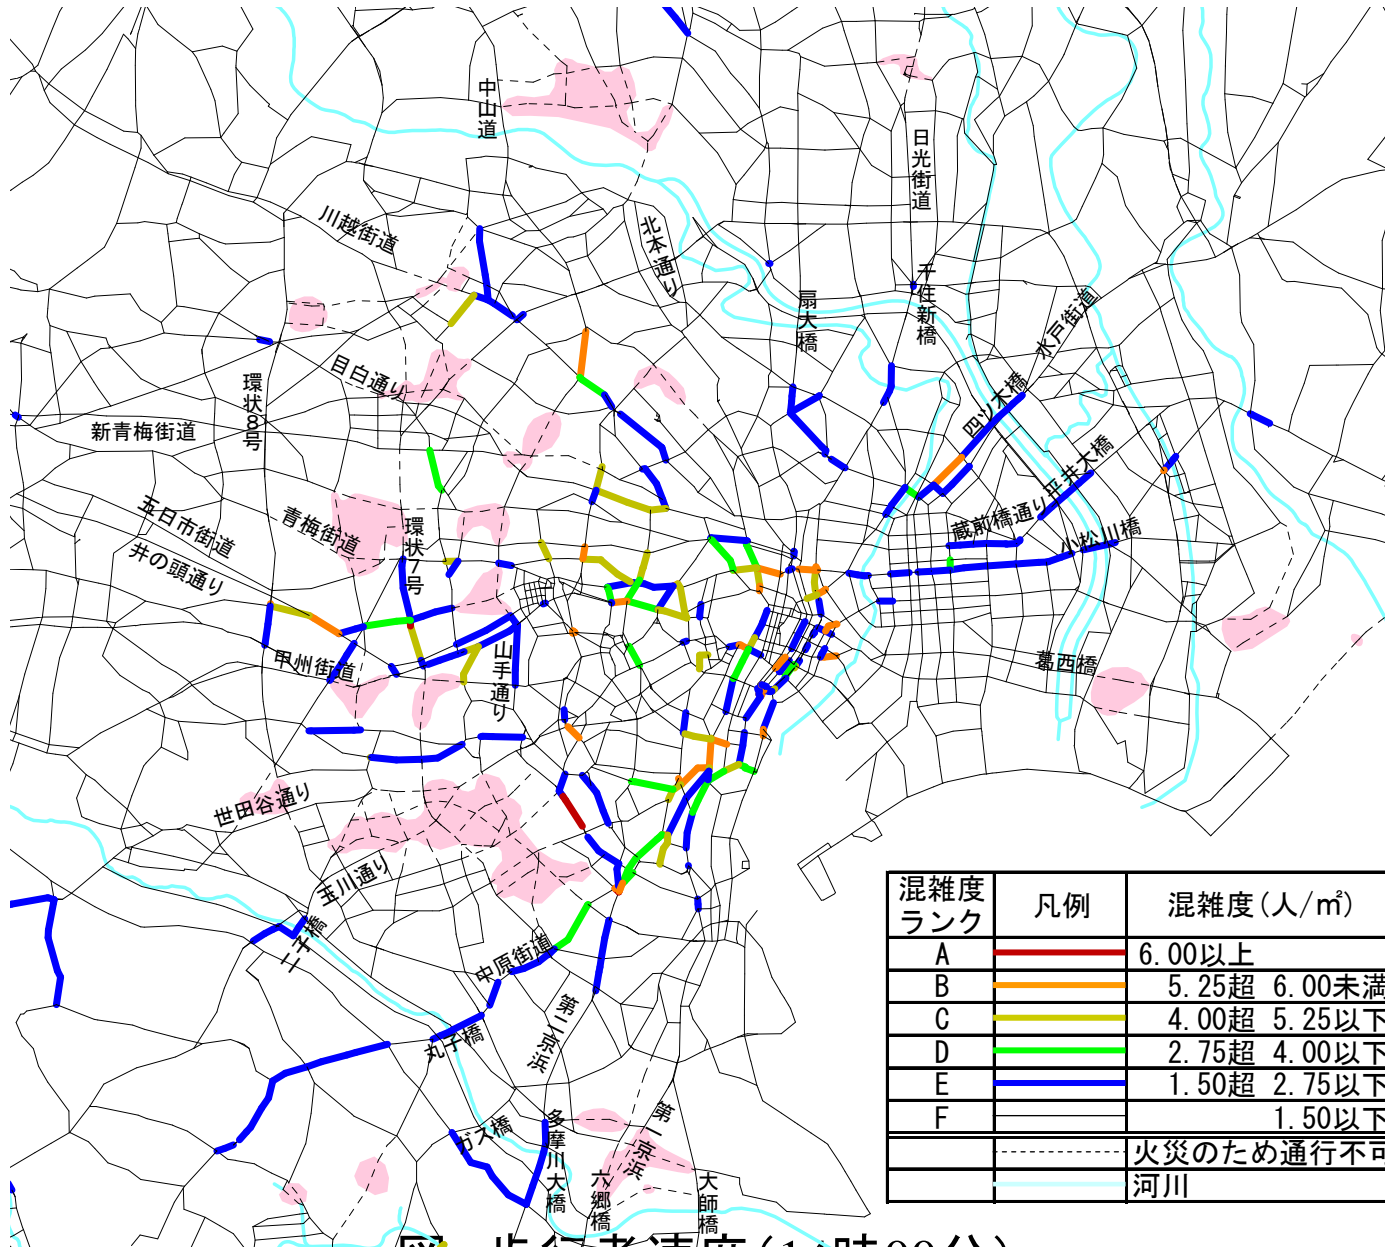 中山道
日光街道
川越街道
北本通り
扇大橋
千住新橋
水戸街道
目白通り
環状8号
新青梅街道
四ツ木橋
平井大橋
五日市街道
青梅街道
環状7号
井の頭通り
蔵前橋通り
小松川橋
甲州街道
山手通り
葛西橋
世田谷通り
玉川通り
二子橋
中原街道
第二京浜
丸子橋
ガス橋
多摩川大橋
六郷橋
第一京浜
大師橋
混雑度ランク 凡例 混雑度(人/㎡)
A 6.00以上
B 5.25超 6.00未満
C 4.00超 5.25以下
D 2.75超 4.00以下
E 1.50超 2.75以下
F 1.50以下
火災のため通行不可
河川